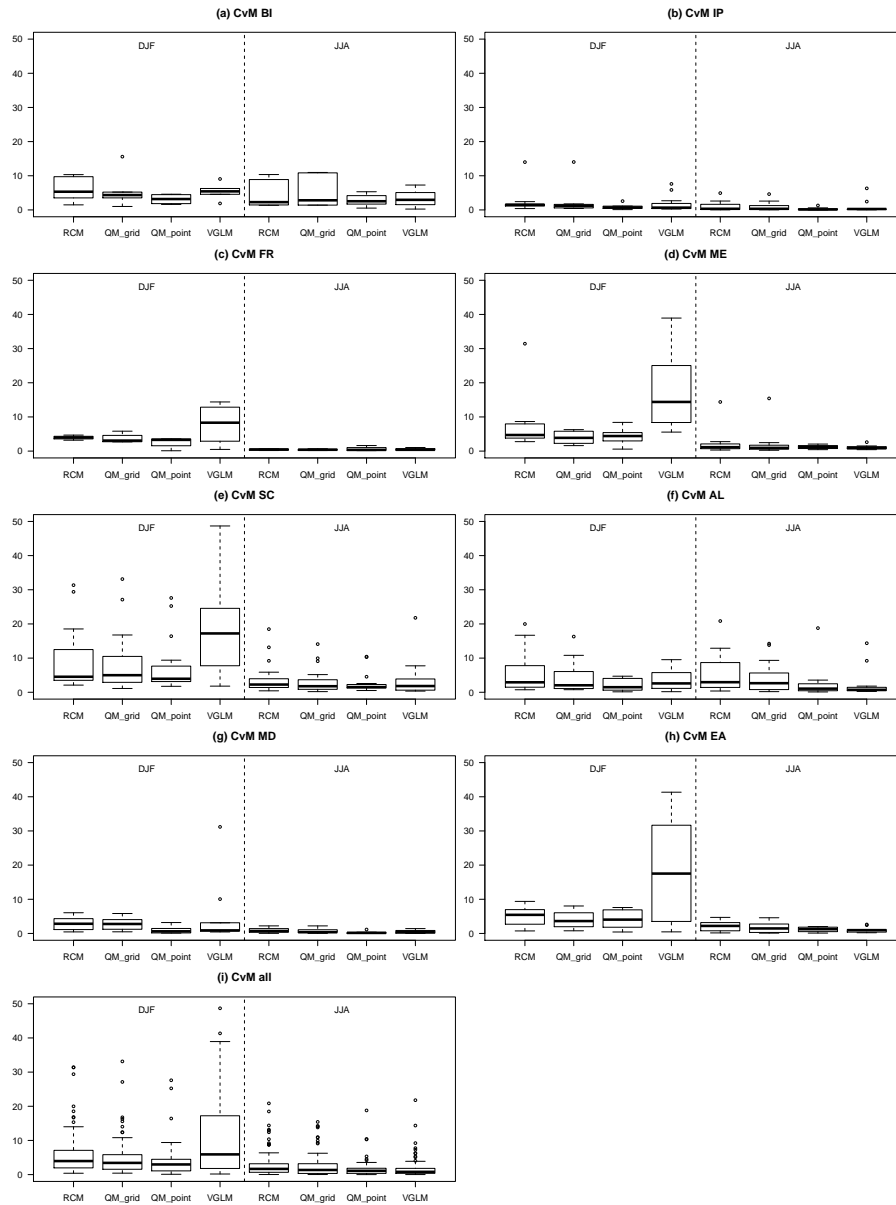 (a) CvM BI
50
40
30
20
10
0
DJF
JJA
RCM QM_grid QM_point VGLM RCM QM_grid QM_point VGLM
(b) CvM IP
50
40
30
20
10
0
DJF
JJA
RCM QM_grid QM_point VGLM RCM QM_grid QM_point VGLM
(c) CvM FR
50
40
30
20
10
0
DJF
JJA
RCM QM_grid QM_point VGLM RCM QM_grid QM_point VGLM
(d) CvM ME
50
40
30
20
10
0
DJF
JJA
RCM QM_grid QM_point VGLM RCM QM_grid QM_point VGLM
(e) CvM SC
50
40
30
20
10
0
DJF
JJA
RCM QM_grid QM_point VGLM RCM QM_grid QM_point VGLM
(f) CvM AL
50
40
30
20
10
0
DJF
JJA
RCM QM_grid QM_point VGLM RCM QM_grid QM_point VGLM
(g) CvM MD
50
40
30
20
10
0
DJF
JJA
RCM QM_grid QM_point VGLM RCM QM_grid QM_point VGLM
(h) CvM EA
50
40
30
20
10
0
DJF
JJA
RCM QM_grid QM_point VGLM RCM QM_grid QM_point VGLM
(i) CvM all
50
40
30
20
10
0
DJF
JJA
RCM QM_grid QM_point VGLM RCM QM_grid QM_point VGLM